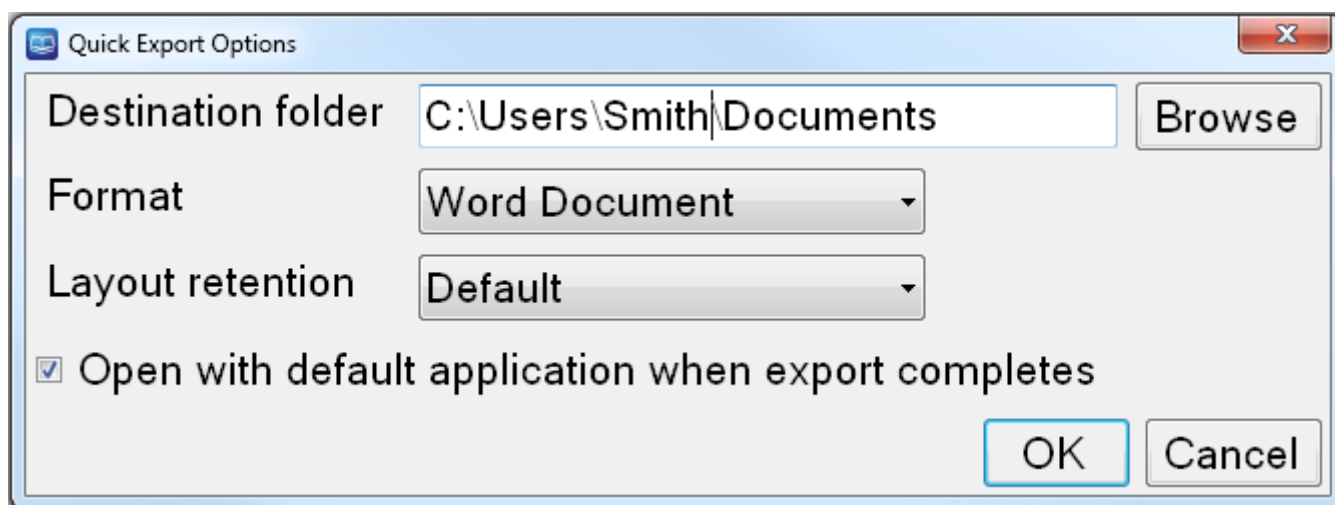 Quick Export Options
Destination folder C:\Users\Smith\Documents Browse
Format Word Document
Layout retention Default
Open with default application when export completes
OK Cancel